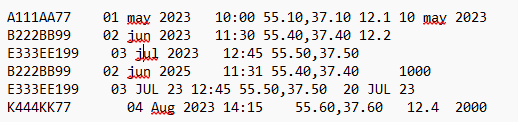 A111AA77 01 may 2023 10:00 55.10,37.10 12.1 10 may 2023
B222BB99 02 jun 2023 11:30 55.40,37.40 12.2
E333EE199 03 jul 2023 12:45 55.50,37.50
B222BB99 02 jun 2025 11:31 55.40,37.40 1000
E333EE199 03 JUL 23 12:45 55.50,37.50 20 JUL 23
K444KK77 04 Aug 2023 14:15 55.60,37.60 12.4 2000